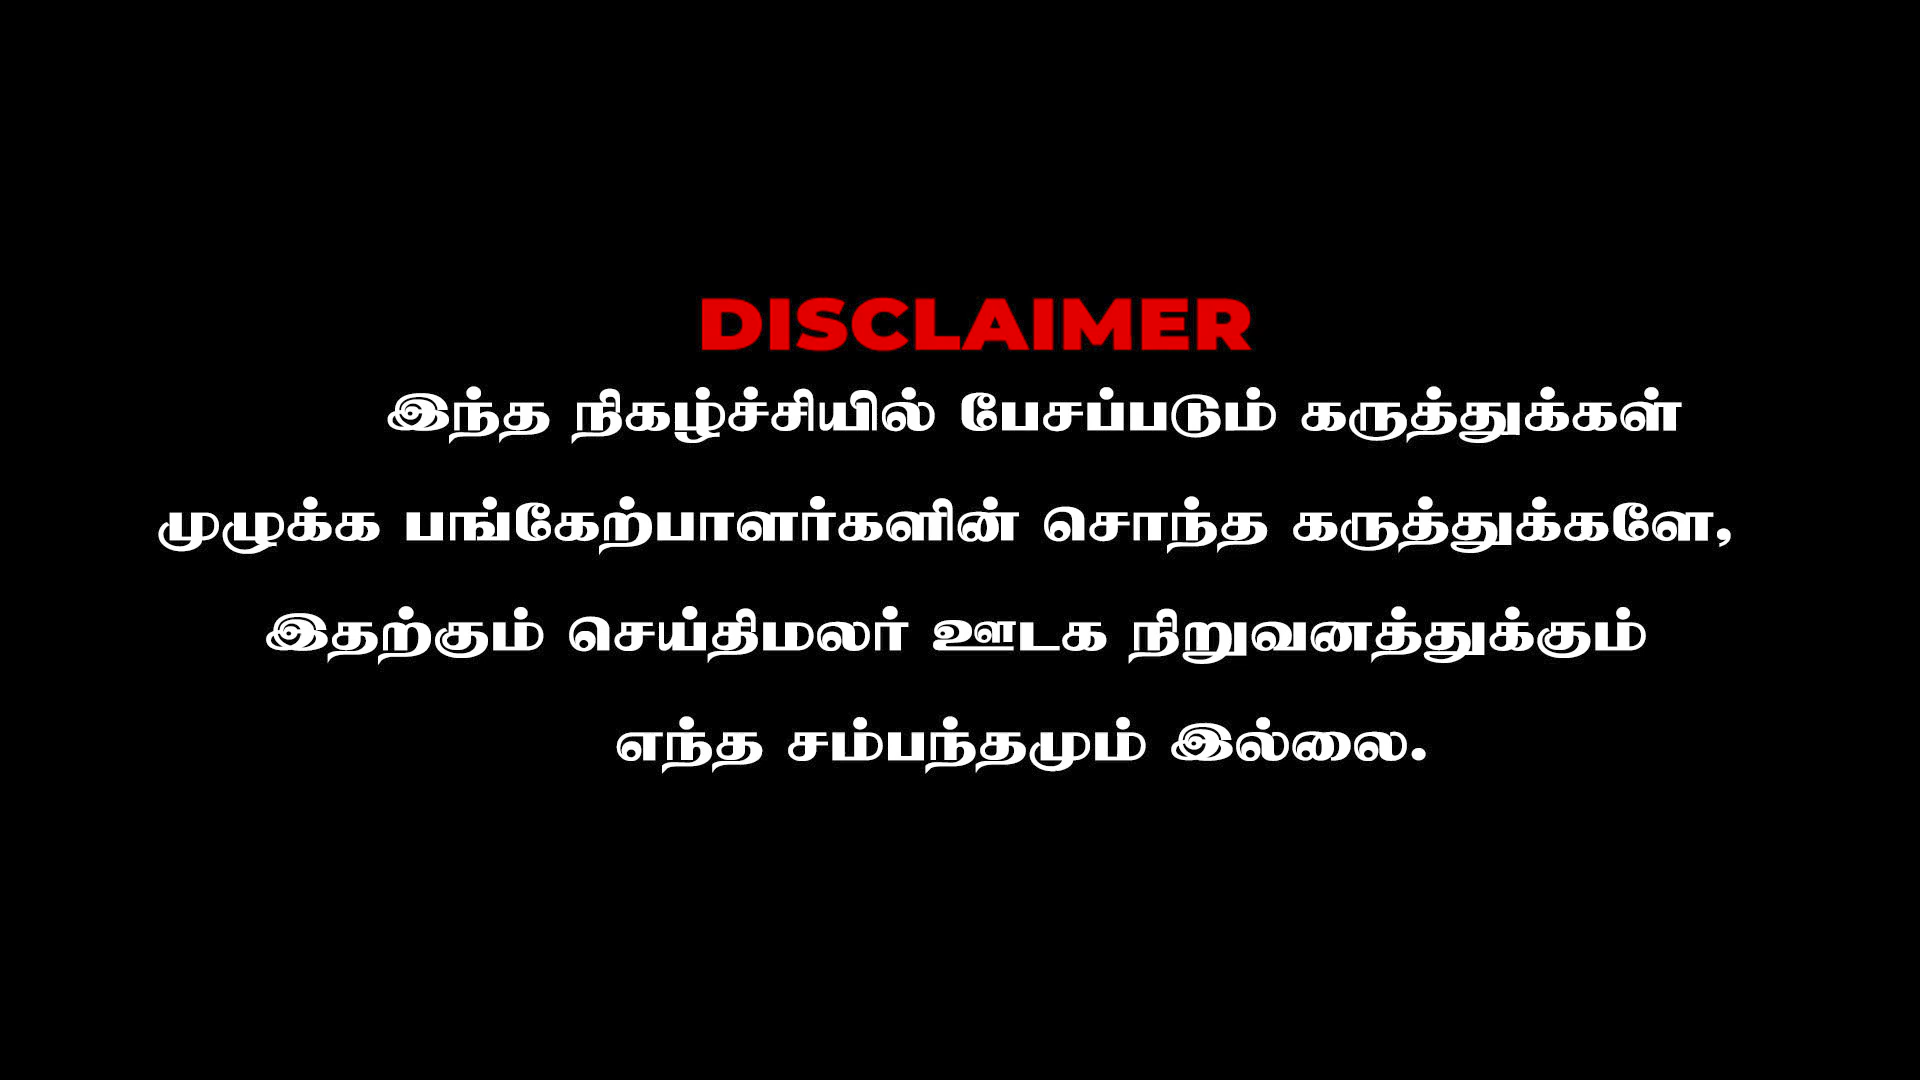 DISCLAIMER
இந்த நிகழ்ச்சியில் பேசப்படும் கருத்துக்கள்
முழுக்க பங்கேற்பாளர்களின் சொந்த கருத்துக்களே,
இதற்கும் செய்திமலர் ஊடக நிறுவனத்துக்கும்
எந்த சம்பந்தமும் இல்லை.